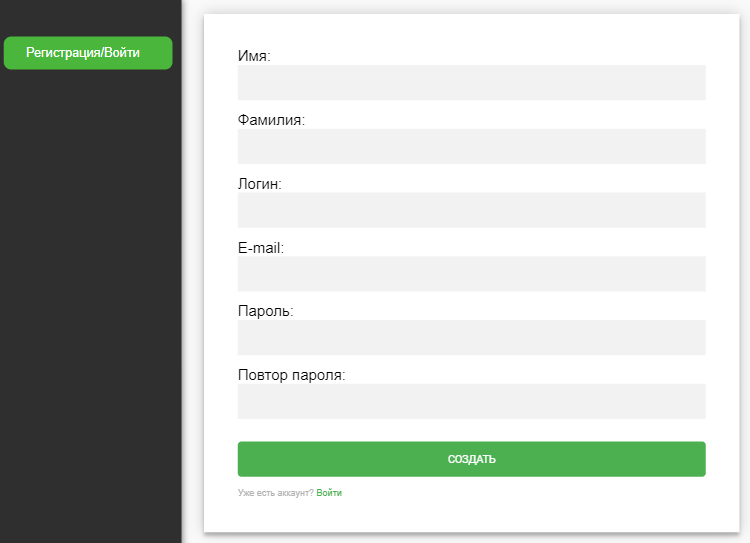 Регистрация/Войти
Имя:
Фамилия:
Логин:
E-mail:
Пароль:
Повтор пароля:
СОЗДАТЬ
Уже есть аккаунт? Войти